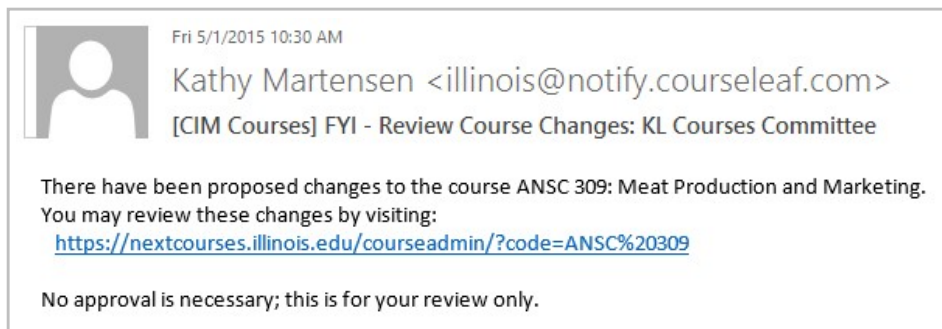 Fri 5/1/2015 10:30 AM
Kathy Martensen <illinois@notify.courseleaf.com>
[CIM Courses] FYI - Review Course Changes: KL Courses Committee
There have been proposed changes to the course ANSC 309: Meat Production and Marketing.
You may review these changes by visiting:
https://nextcourses.illinois.edu/courseadmin/?code=ANSC%20309
No approval is necessary; this is for your review only.